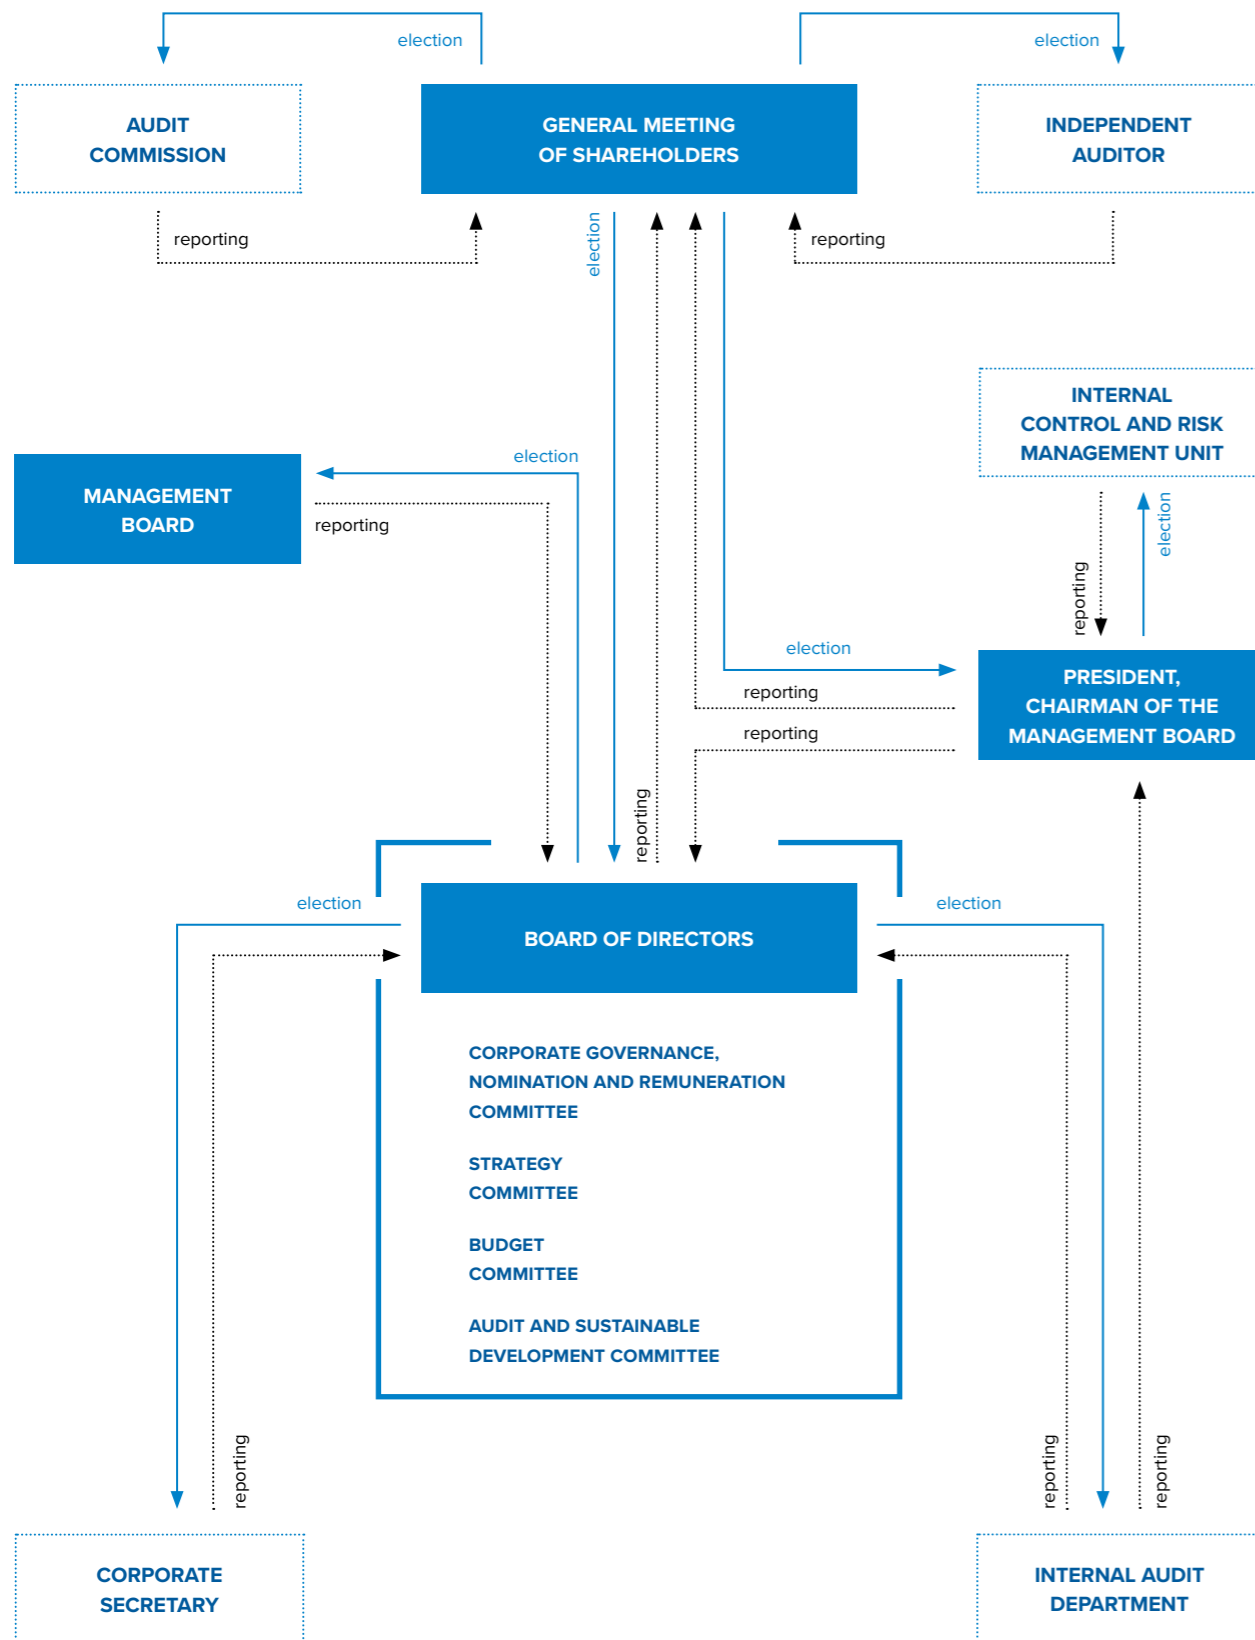 election
election
AUDIT
COMMISSION
GENERAL MEETING
OF SHAREHOLDERS
INDEPENDENT
AUDITOR
reporting
election
reporting
INTERNAL
CONTROL AND RISK
MANAGEMENT UNIT
election
MANAGEMENT
BOARD
reporting
election
reporting
election
PRESIDENT,
CHAIRMAN OF THE
MANAGEMENT BOARD
reporting
reporting
reporting
election
election
BOARD OF DIRECTORS
CORPORATE GOVERNANCE,
NOMINATION AND REMUNERATION
COMMITTEE
STRATEGY
COMMITTEE
BUDGET
COMMITTEE
AUDIT AND SUSTAINABLE
DEVELOPMENT COMMITTEE
reporting
reporting
reporting
CORPORATE
SECRETARY
INTERNAL AUDIT
DEPARTMENT